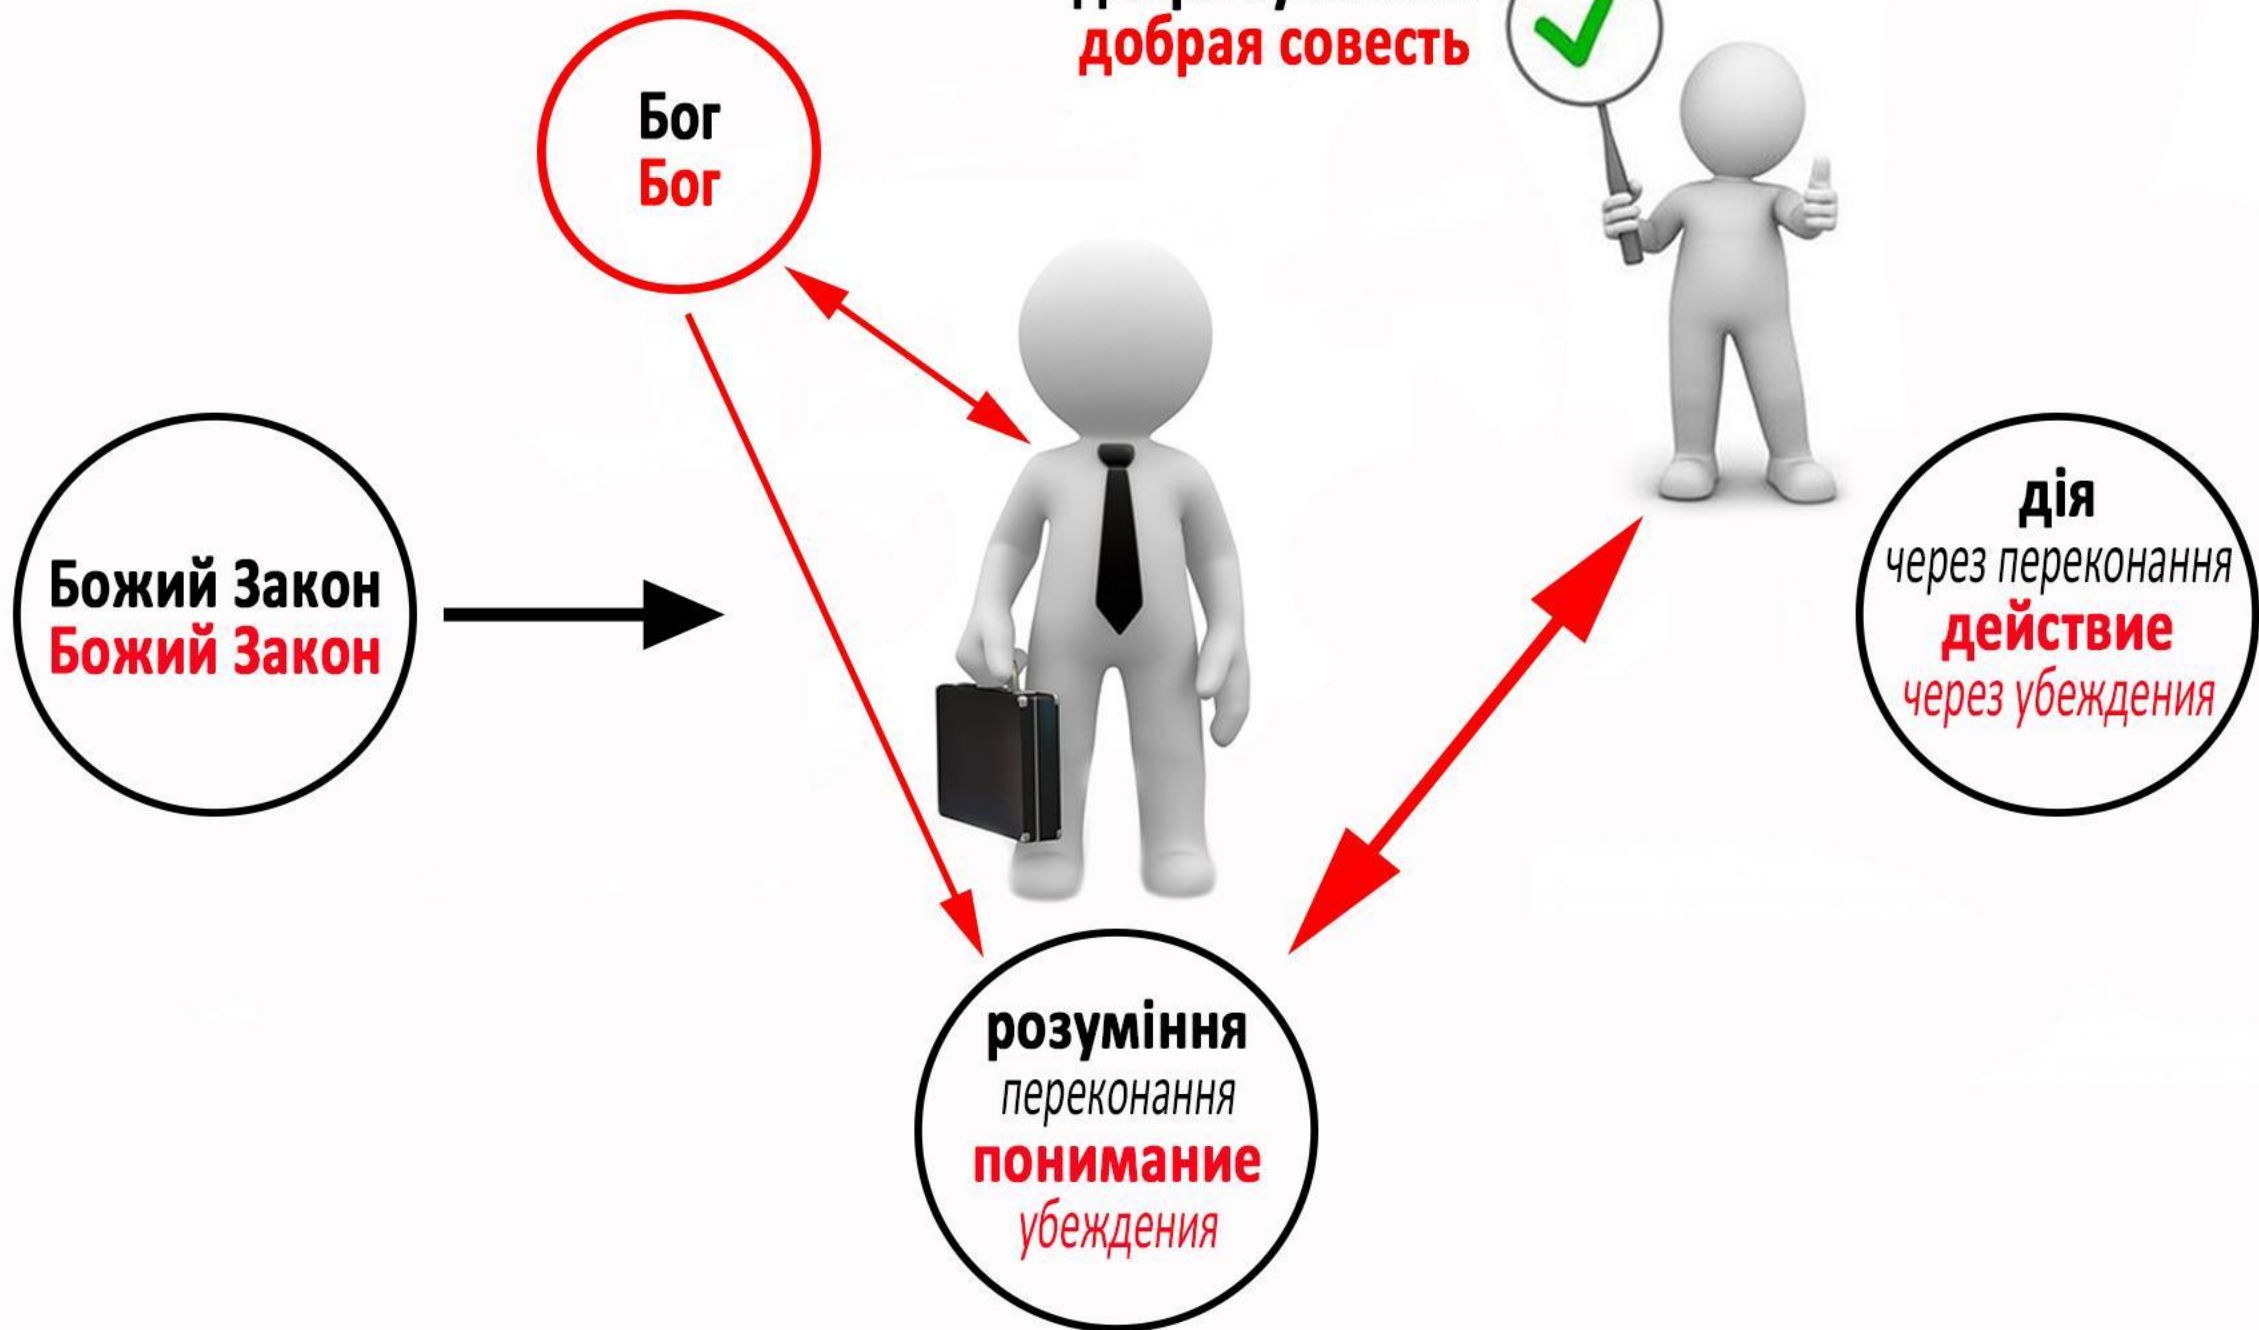 добрая совесть
Бог
Бог
Божий Закон
Божий Закон
дія
через переконання
действие
через убеждения
розуміння
переконання
понимание
убеждения